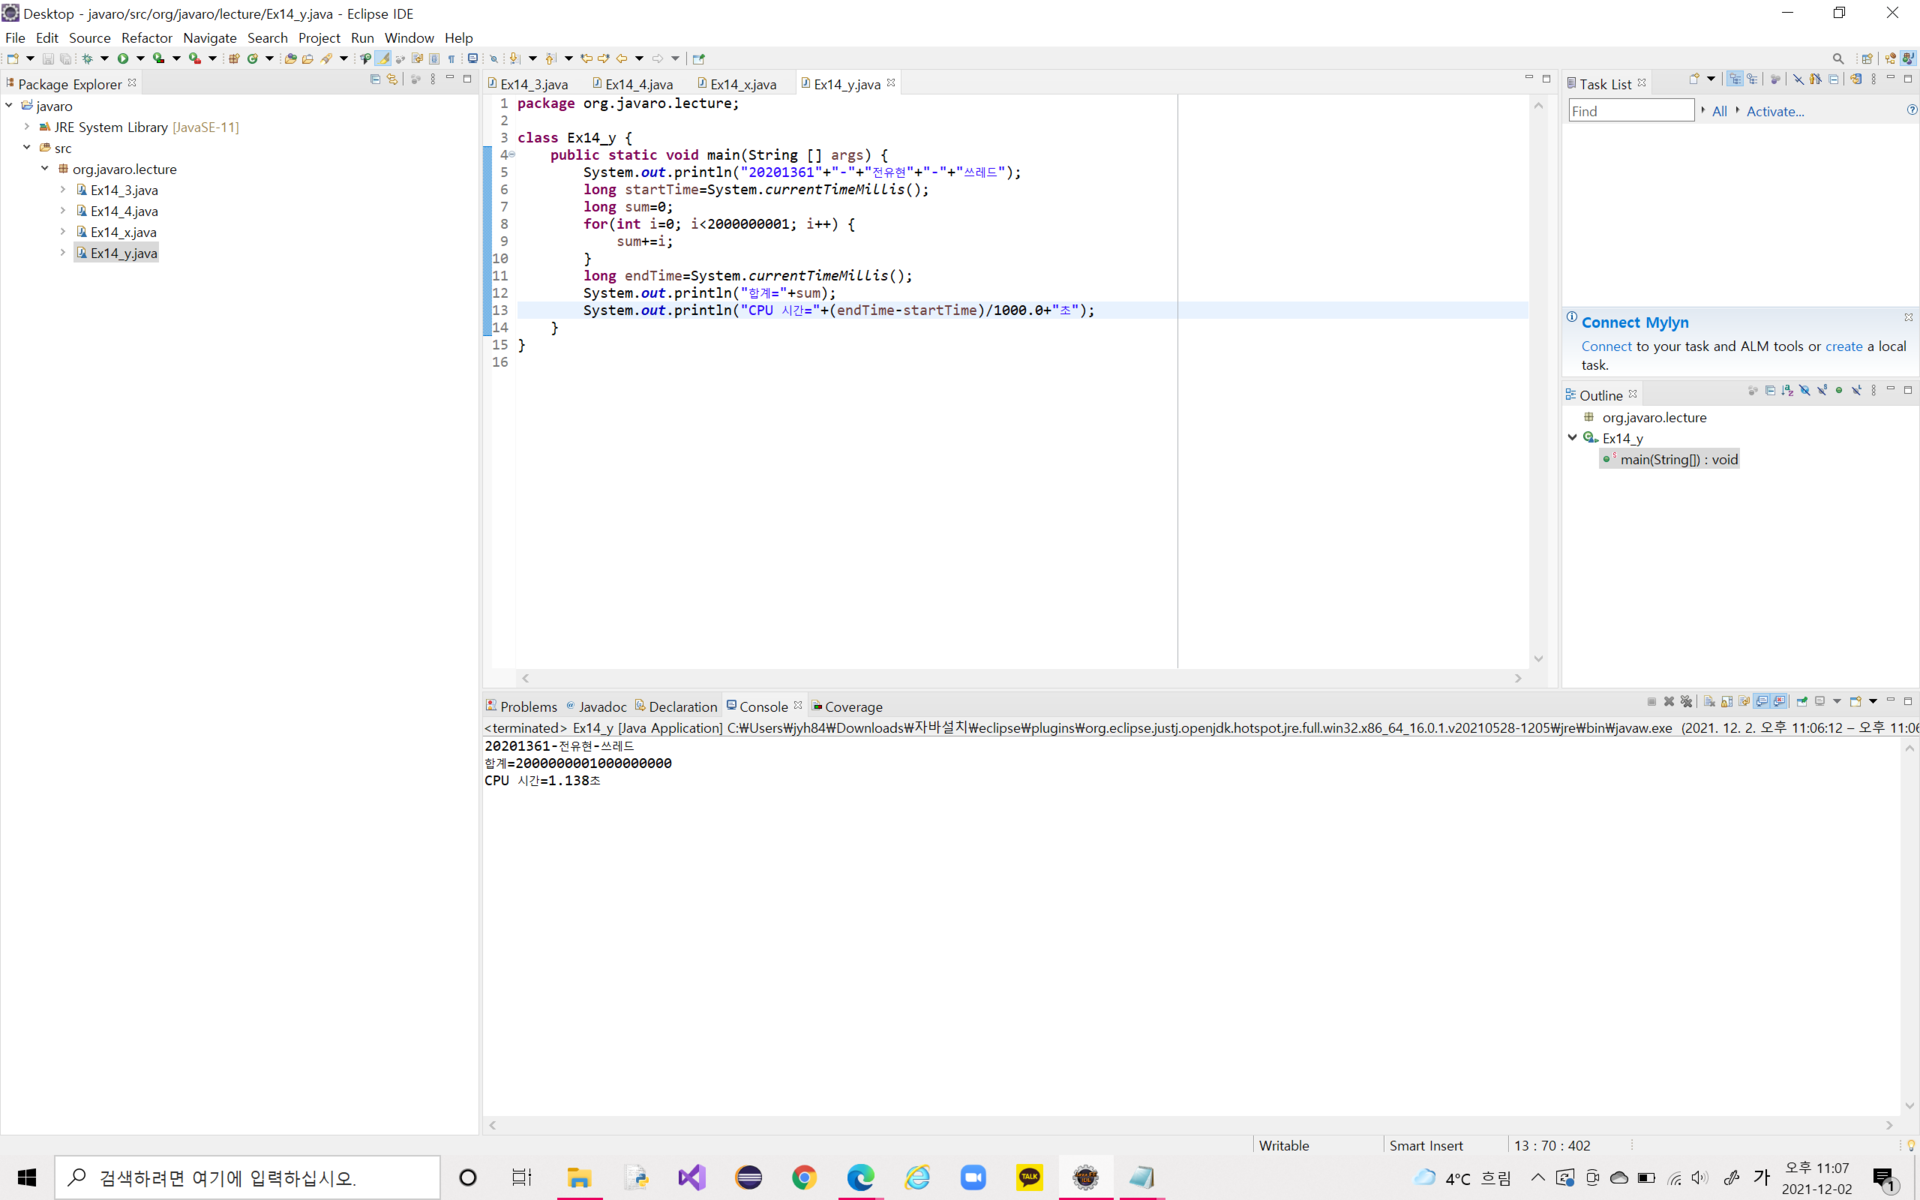 Desktop - javaro/src/org/javaro/lecture/Ex14_y.java - Eclipse IDE
File Edit Source Refactor Navigate Search Project Run Window Help
Package Explorer
javaro
JRE System Library [JavaSE-11]
src
org.javaro.lecture
Ex14_3.java
Ex14_4.java
Ex14_x.java
Ex14_y.java
Ex14_3.java Ex14_4.java Ex14_x.java Ex14_y.java
1 package org.javaro.lecture;
2
3 class Ex14_y {
4 public static void main(String [] args) {
5 System.out.println("20201361"+"-"+"전유현"+"-"+"쓰레드");
6 long startTime=System.currentTimeMillis();
7 long sum=0;
8 for(int i=0; i<2000000001; i++) {
9 sum+=i;
10 }
11 long endTime=System.currentTimeMillis();
12 System.out.println("합계="+sum);
13 System.out.println("CPU 시간="+(endTime-startTime)/1000.0+"초");
14 }
15 }
16
Task List
Find All Activate...
Connect Mylyn
Connect to your task and ALM tools or create a local
task.
Outline
org.javaro.lecture
Ex14_y
main(String[]) : void
Problems Javadoc Declaration Console Coverage
<terminated> Ex14_y [Java Application] C:₩Users₩jyh84₩Downloads₩자바설치₩eclipse₩plugins₩org.eclipse.justj.openjdk.hotspot.jre.full.win32.x86_64_16.0.1.v20210528-1205₩jre₩bin₩javaw.exe (2021. 12. 2. 오후 11:06:12 – 오후 11:06
20201361-전유현-쓰레드
합계=2000000001000000000
CPU 시간=1.138초
Writable Smart Insert 13 : 70 : 402
검색하려면 여기에 입력하십시오.
TALK
4°C 흐림
가
오후 11:07
2021-12-02
1